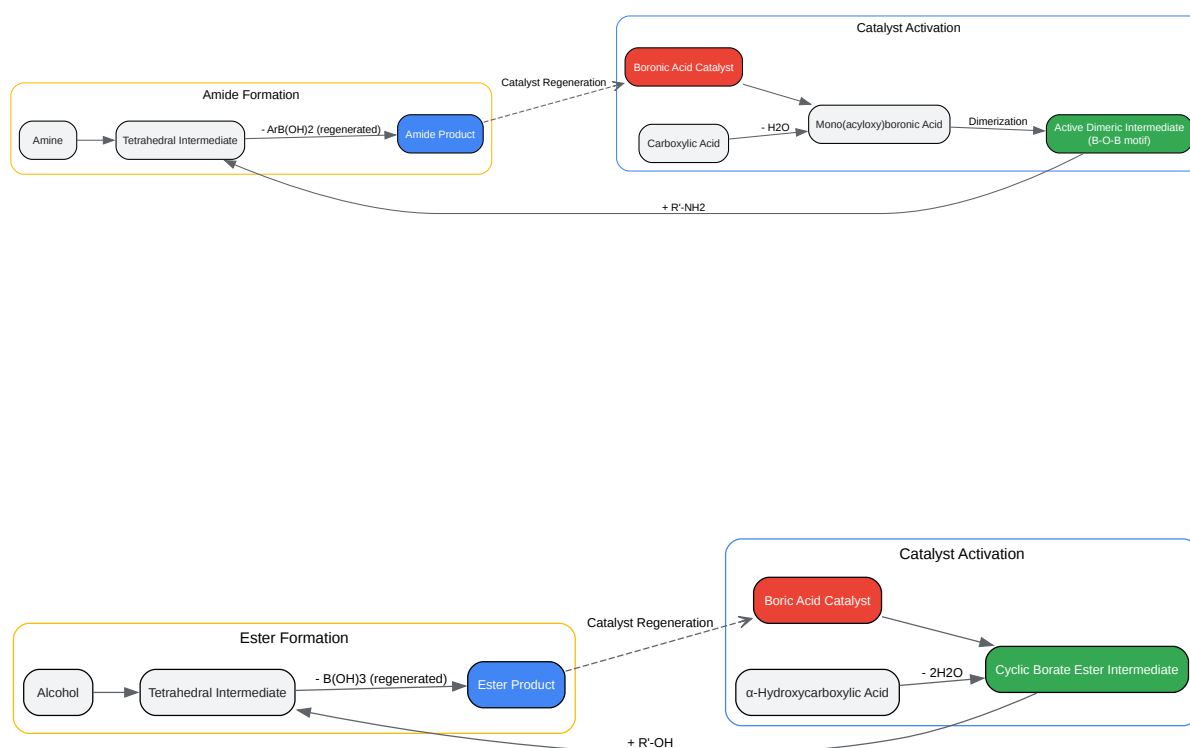 Catalyst Activation
Boronic Acid Catalyst
Catalyst Regeneration
Amide Formation
Amine
Tetrahedral Intermediate
- ArB(OH)2 (regenerated)
Amide Product
Carboxylic Acid
- H2O
Mono(acyloxy)boronic Acid
Dimerization
Active Dimeric Intermediate
(B-O-B motif)
+ R'-NH2
Catalyst Activation
Boric Acid Catalyst
Catalyst Regeneration
Ester Formation
Alcohol
Tetrahedral Intermediate
- B(OH)3 (regenerated)
Ester Product
α-Hydroxycarboxylic Acid
- 2H2O
Cyclic Borate Ester Intermediate
+ R'-OH